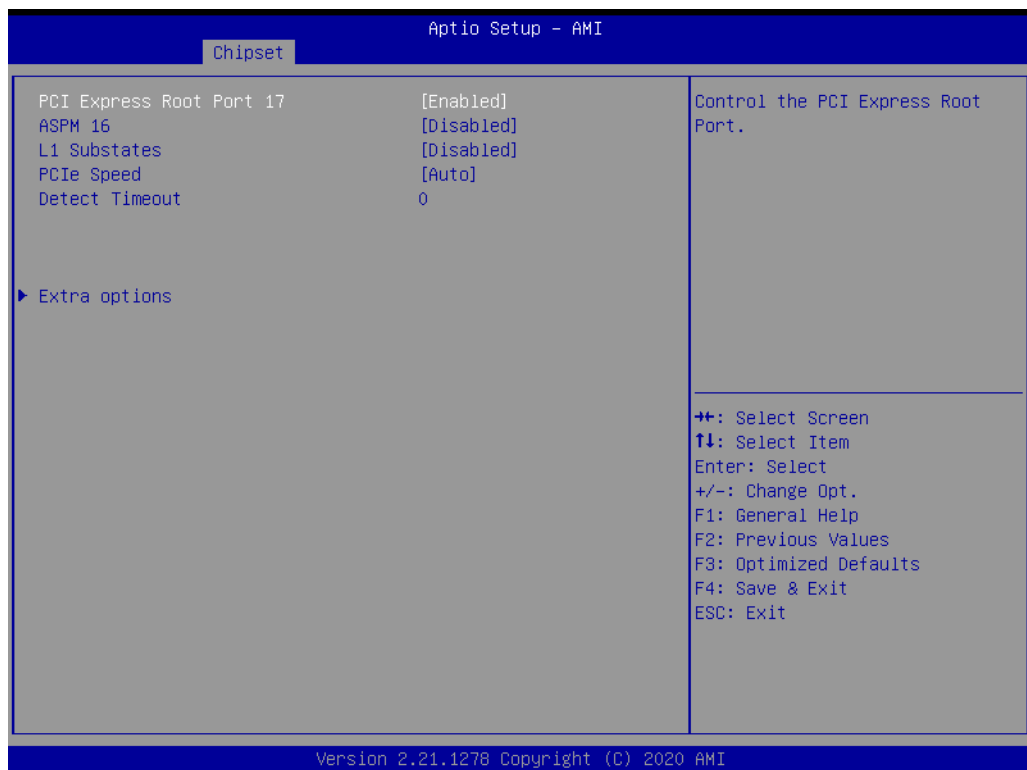 Aptio Setup – AMI
Chipset
PCI Express Root Port 17 [Enabled]
ASPM 16 [Disabled]
L1 Substates [Disabled]
PCIe Speed [Auto]
Detect Timeout 0
Extra options
Control the PCI Express Root
Port.
→←: Select Screen
↑↓: Select Item
Enter: Select
+/-: Change Opt.
F1: General Help
F2: Previous Values
F3: Optimized Defaults
F4: Save & Exit
ESC: Exit
Version 2.21.1278 Copyright (C) 2020 AMI